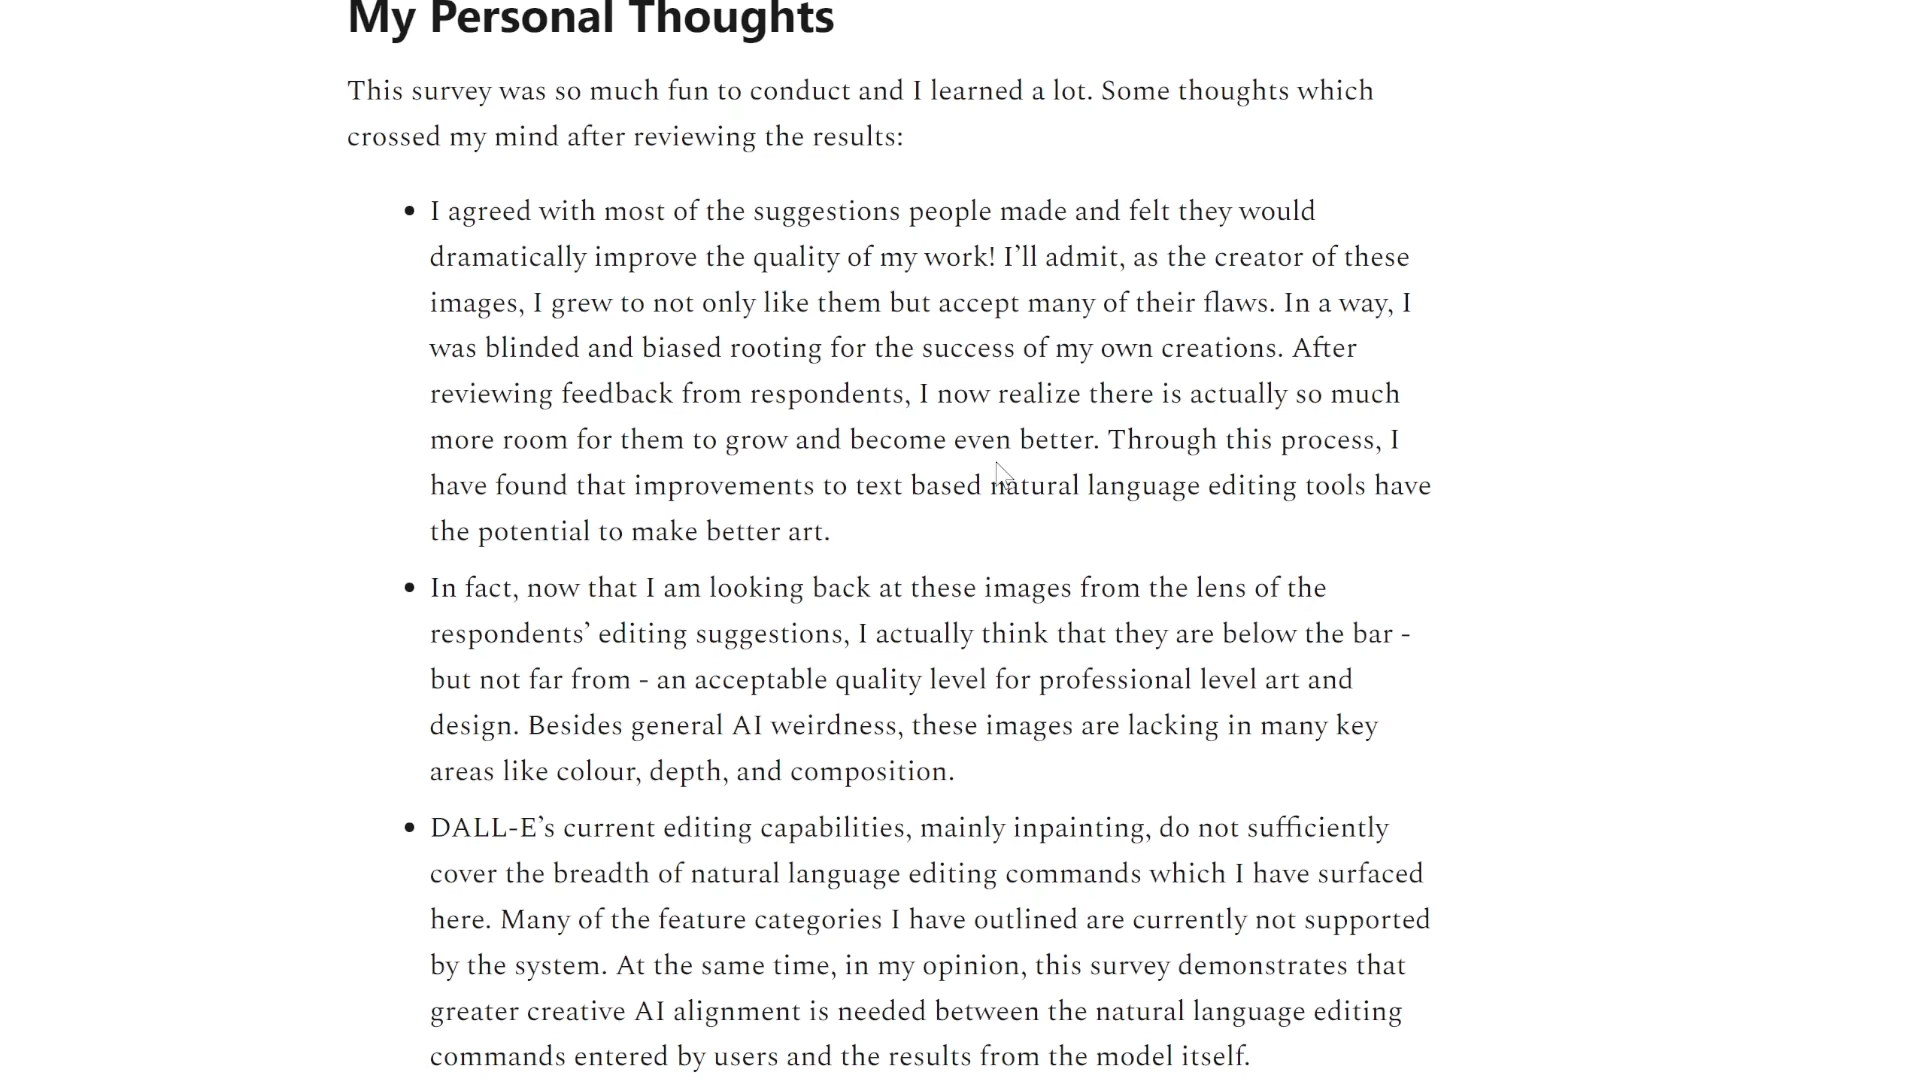 My Personal Thoughts
This survey was so much fun to conduct and I learned a lot. Some thoughts which
crossed my mind after reviewing the results:
• I agreed with most of the suggestions people made and felt they would
dramatically improve the quality of my work! I’ll admit, as the creator of these
images, I grew to not only like them but accept many of their flaws. In a way, I
was blinded and biased rooting for the success of my own creations. After
reviewing feedback from respondents, I now realize there is actually so much
more room for them to grow and become even better. Through this process, I
have found that improvements to text based natural language editing tools have
the potential to make better art.
• In fact, now that I am looking back at these images from the lens of the
respondents’ editing suggestions, I actually think that they are below the bar -
but not far from - an acceptable quality level for professional level art and
design. Besides general AI weirdness, these images are lacking in many key
areas like colour, depth, and composition.
• DALL-E’s current editing capabilities, mainly inpainting, do not sufficiently
cover the breadth of natural language editing commands which I have surfaced
here. Many of the feature categories I have outlined are currently not supported
by the system. At the same time, in my opinion, this survey demonstrates that
greater creative AI alignment is needed between the natural language editing
commands entered by users and the results from the model itself.